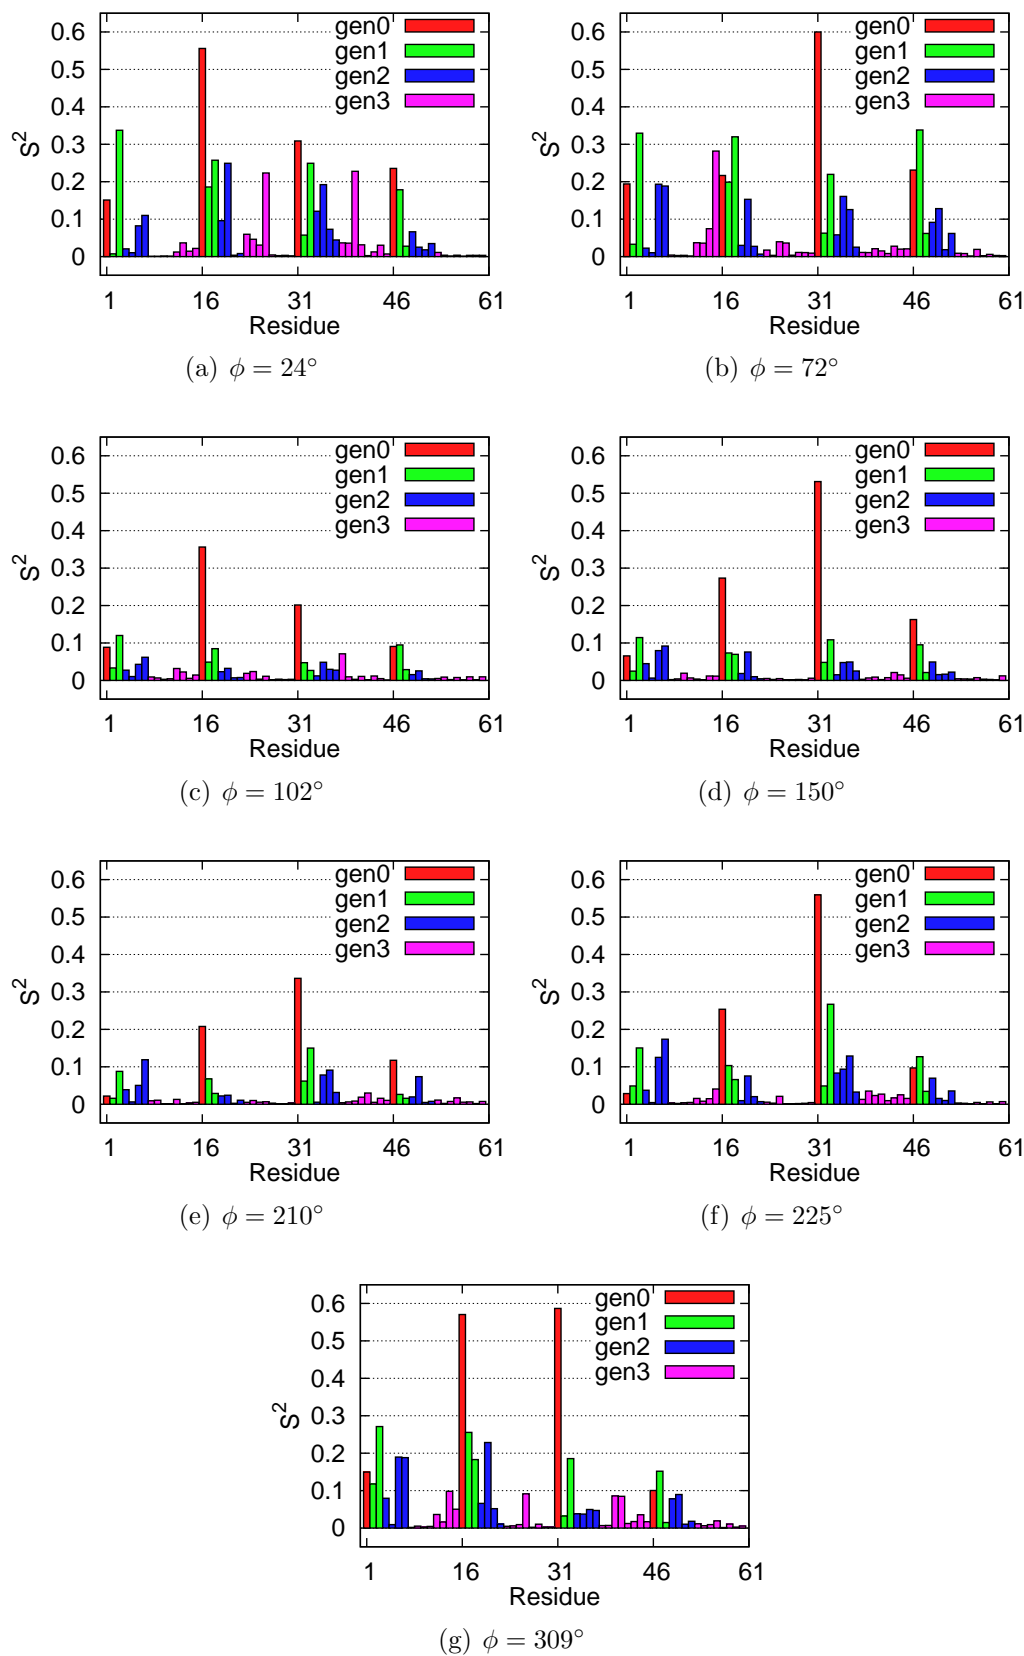 0.6
0.5
0.4
0.3
0.2
0.1
0
S²
gen0
gen1
gen2
gen3
1 16 31 46 61
Residue
(a) ϕ = 24°
0.6
0.5
0.4
0.3
0.2
0.1
0
S²
gen0
gen1
gen2
gen3
1 16 31 46 61
Residue
(b) ϕ = 72°
0.6
0.5
0.4
0.3
0.2
0.1
0
S²
gen0
gen1
gen2
gen3
1 16 31 46 61
Residue
(c) ϕ = 102°
0.6
0.5
0.4
0.3
0.2
0.1
0
S²
gen0
gen1
gen2
gen3
1 16 31 46 61
Residue
(d) ϕ = 150°
0.6
0.5
0.4
0.3
0.2
0.1
0
S²
gen0
gen1
gen2
gen3
1 16 31 46 61
Residue
(e) ϕ = 210°
0.6
0.5
0.4
0.3
0.2
0.1
0
S²
gen0
gen1
gen2
gen3
1 16 31 46 61
Residue
(f) ϕ = 225°
0.6
0.5
0.4
0.3
0.2
0.1
0
S²
gen0
gen1
gen2
gen3
1 16 31 46 61
Residue
(g) ϕ = 309°